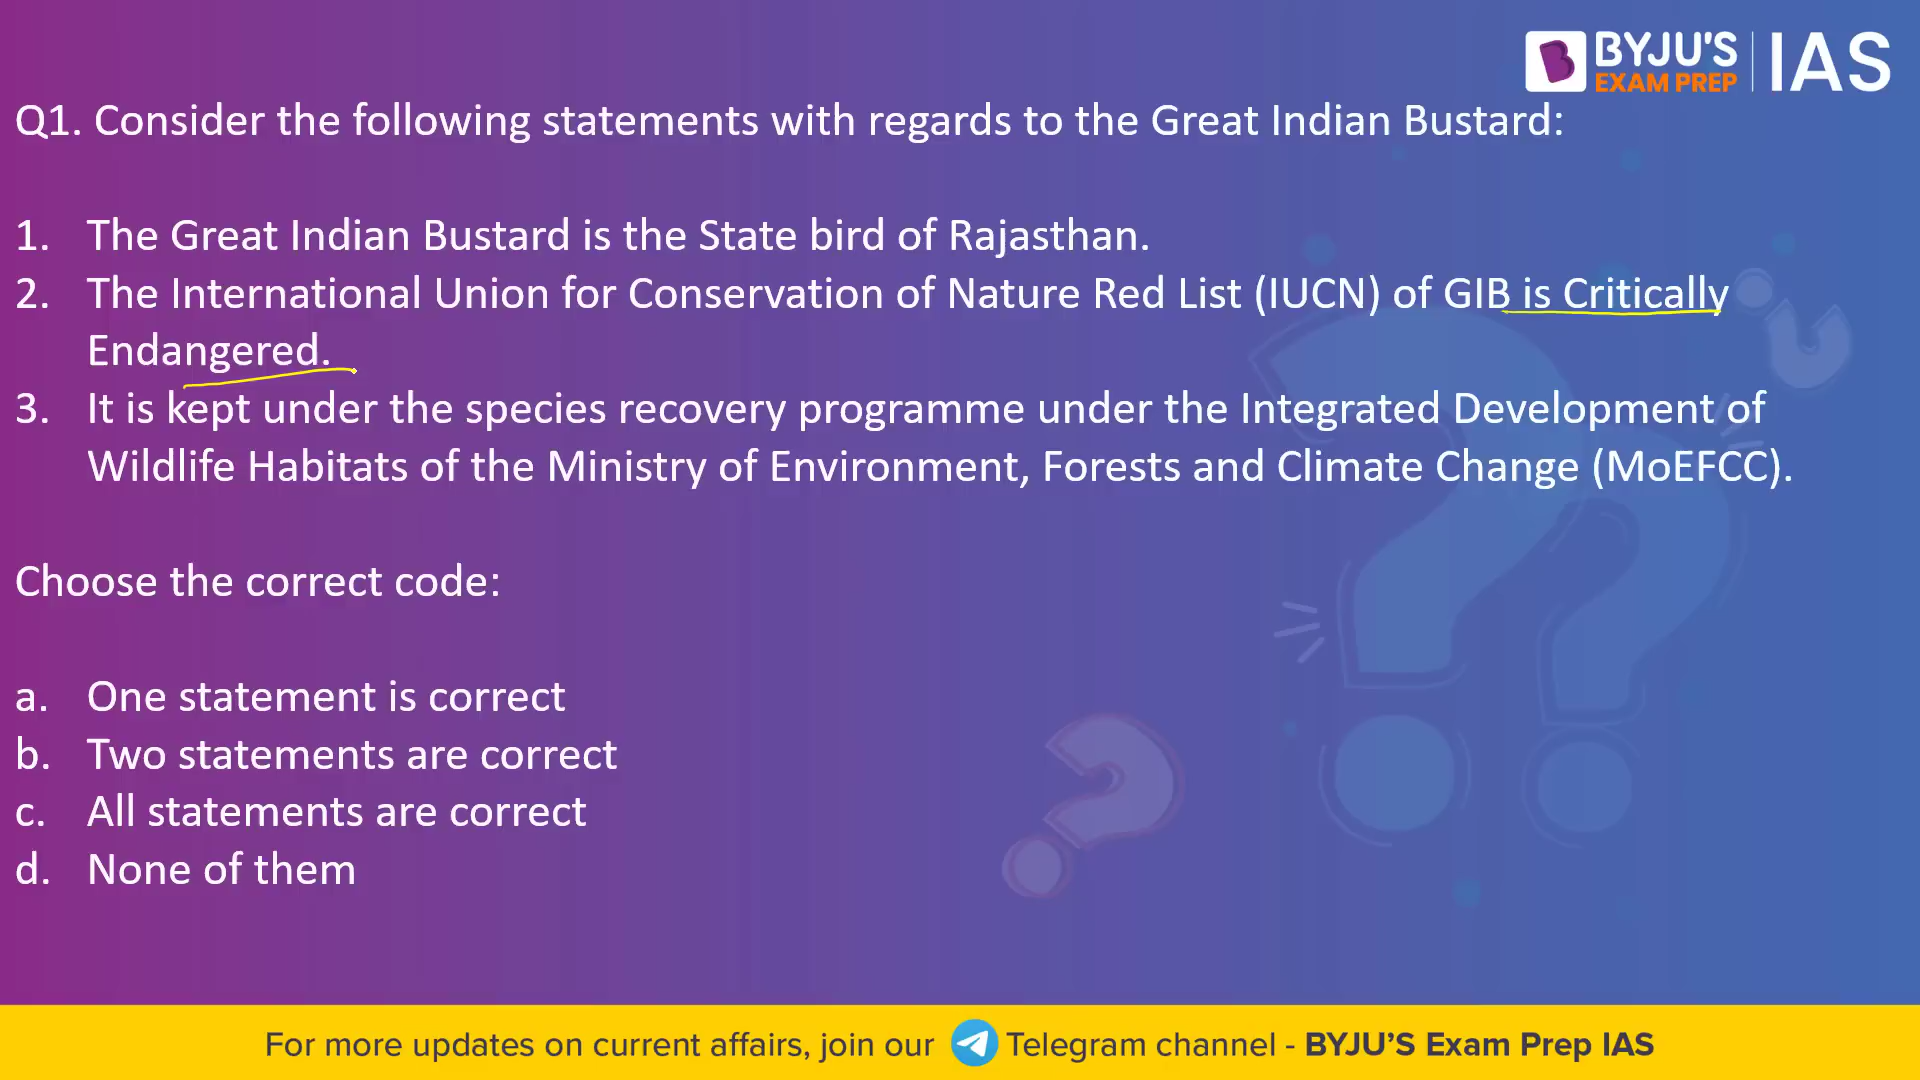 BYJU'S
EXAM PREP
IAS
Q1. Consider the following statements with regards to the Great Indian Bustard:
1. The Great Indian Bustard is the State bird of Rajasthan.
2. The International Union for Conservation of Nature Red List (IUCN) of GIB is Critically
Endangered.
3. It is kept under the species recovery programme under the Integrated Development of
Wildlife Habitats of the Ministry of Environment, Forests and Climate Change (MoEFCC).
Choose the correct code:
a. One statement is correct
b. Two statements are correct
c. All statements are correct
d. None of them
For more updates on current affairs, join our Telegram channel - BYJU'S Exam Prep IAS